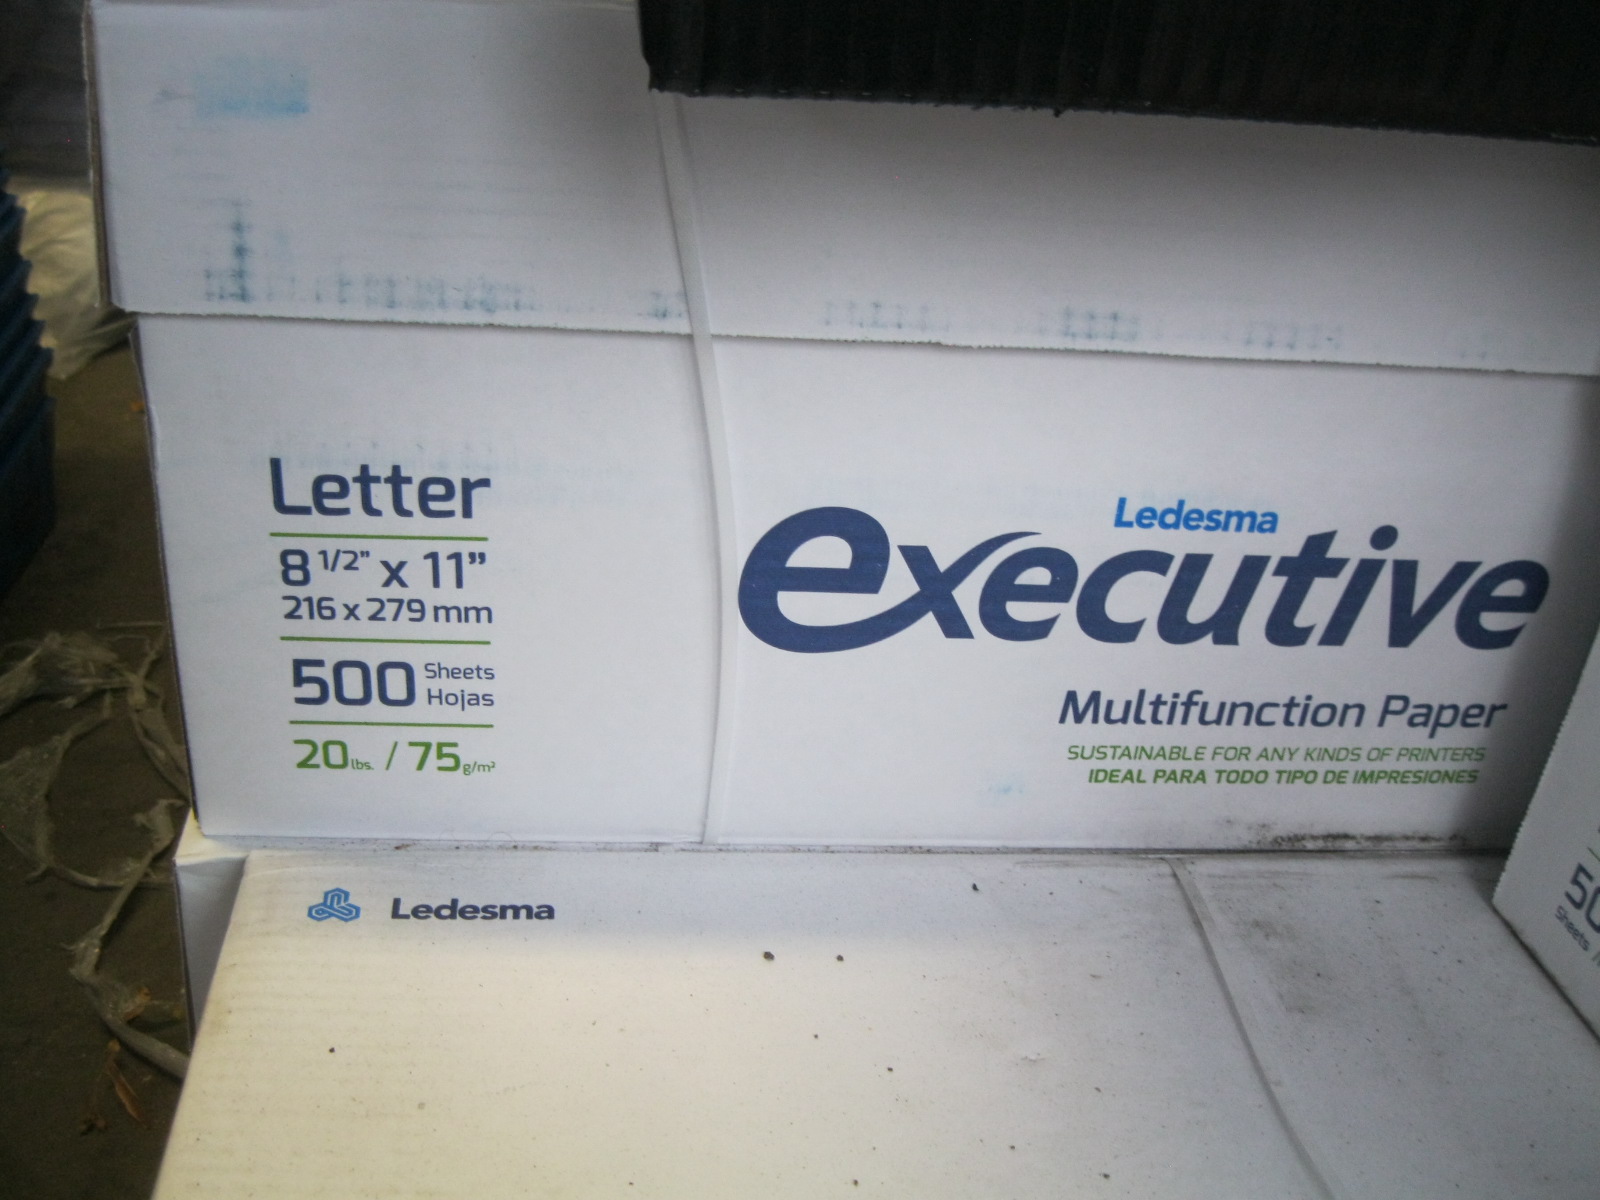 Letter
8 1/2” x 11”
216 x 279 mm
500 Sheets
Hojas
20 lbs. / 75 g/m²
Ledesma
executive
Multifunction Paper
SUSTAINABLE FOR ANY KINDS OF PRINTERS
IDEAL PARA TODO TIPO DE IMPRESIONES
Ledesma
Sheets